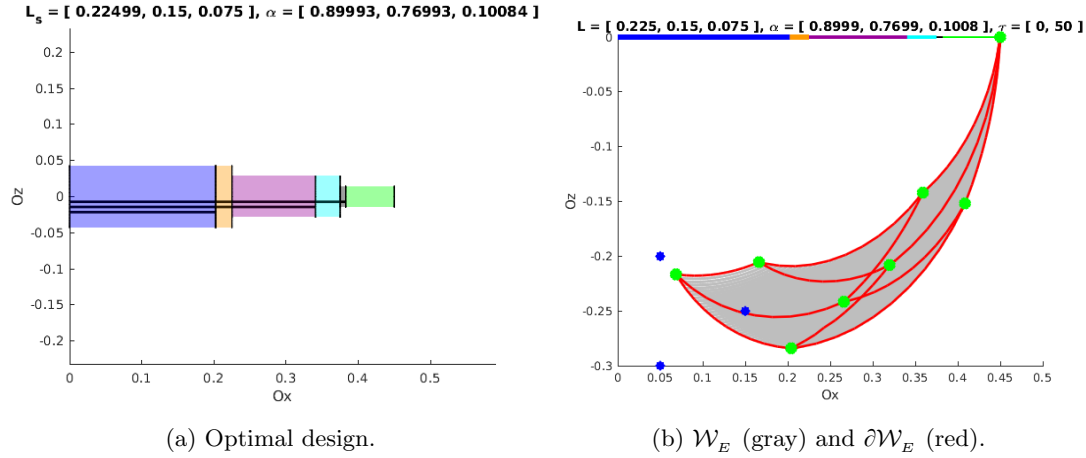 L_s = [ 0.22499, 0.15, 0.075 ], α = [ 0.89993, 0.76993, 0.10084 ]
0.2
0.15
0.1
0.05
0
-0.05
-0.1
-0.15
-0.2
Oz
0 0.1 0.2 0.3 0.4 0.5
Ox
(a) Optimal design.
L = [ 0.225, 0.15, 0.075 ], α = [ 0.8999, 0.7699, 0.1008 ], τ = [ 0, 50 ]
0
-0.05
-0.1
-0.15
-0.2
-0.25
-0.3
Oz
0 0.05 0.1 0.15 0.2 0.25 0.3 0.35 0.4 0.45 0.5
Ox
(b) 𝒲_E (gray) and ∂𝒲_E (red).